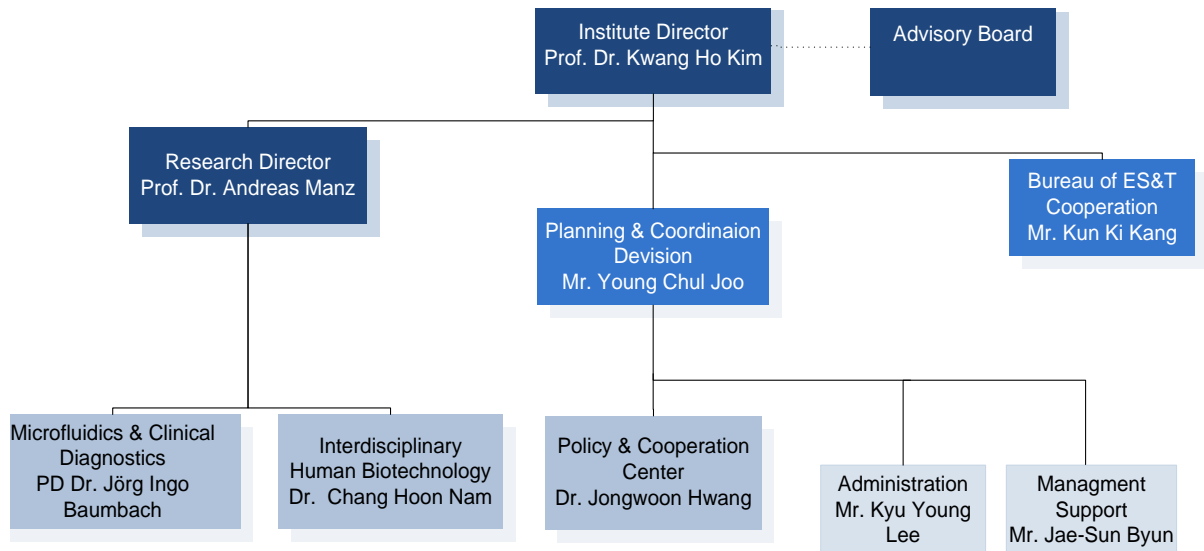 Institute Director
Prof. Dr. Kwang Ho Kim
Advisory Board
Research Director
Prof. Dr. Andreas Manz
Bureau of ES&T
Cooperation
Mr. Kun Ki Kang
Planning & Coordinaion
Devision
Mr. Young Chul Joo
Microfluidics & Clinical
Diagnostics
PD Dr. Jörg Ingo
Baumbach
Interdisciplinary
Human Biotechnology
Dr. Chang Hoon Nam
Policy & Cooperation
Center
Dr. Jongwoon Hwang
Administration
Mr. Kyu Young
Lee
Managment
Support
Mr. Jae-Sun Byun